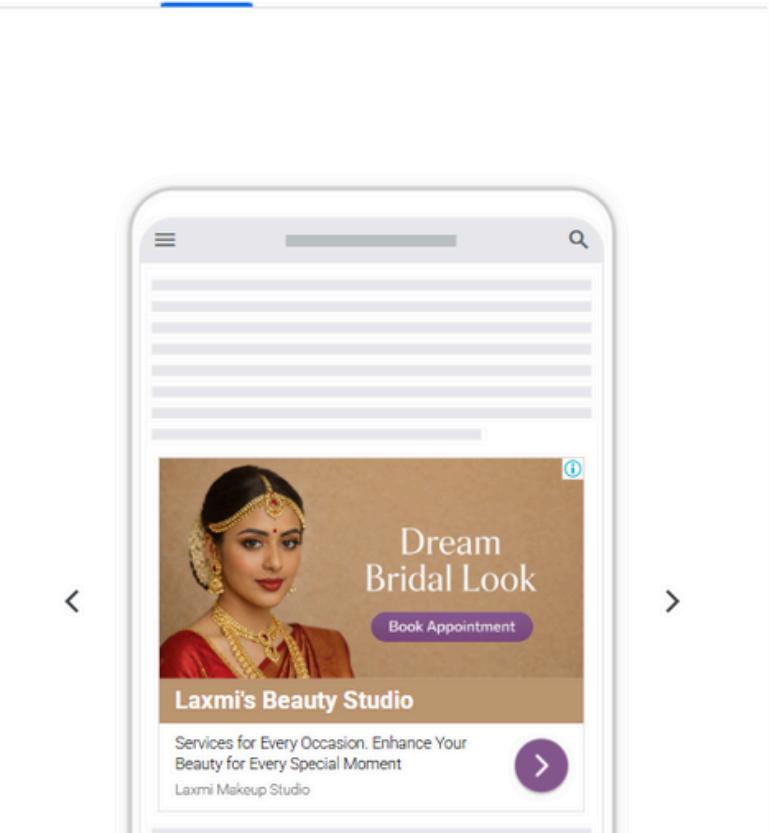 Dream
Bridal Look
Book Appointment
Laxmi's Beauty Studio
Services for Every Occasion. Enhance Your
Beauty for Every Special Moment
Laxmi Makeup Studio